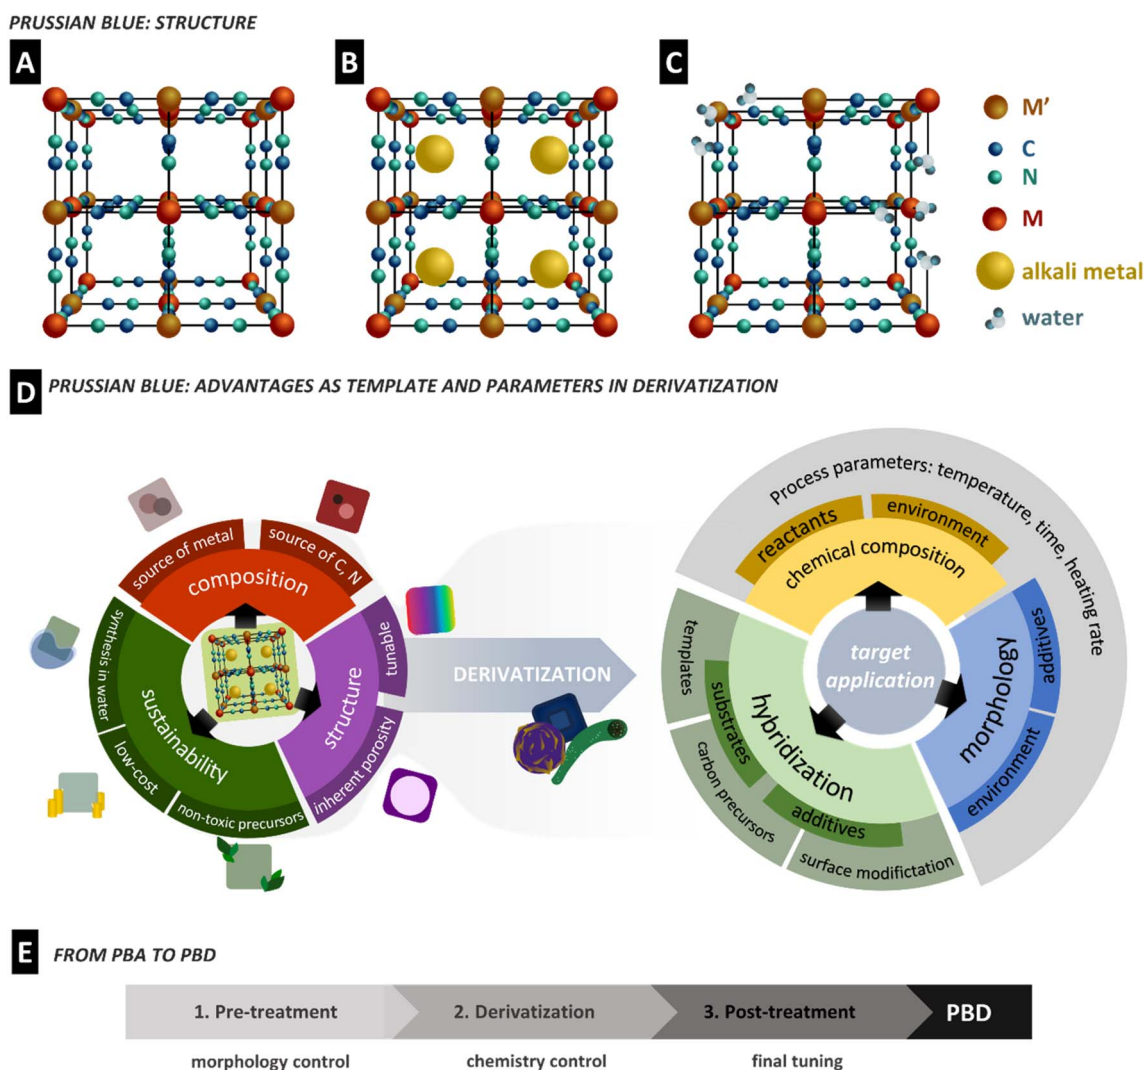 PRUSSIAN BLUE: STRUCTURE
A
B
C
M'
C
N
M
alkali metal
water
D
PRUSSIAN BLUE: ADVANTAGES AS TEMPLATE AND PARAMETERS IN DERIVATIZATION
source of metal
source of C, N
composition
synthesis in water
low-cost
non-toxic precursors
sustainability
structure
tunable
inherent porosity
DERIVATIZATION
Process parameters: temperature, time, heating rate
reactants
environment
chemical composition
target
application
morphology
additives
environment
hybridization
substrates
additives
templates
carbon precursors
surface modifictation
E
FROM PBA TO PBD
1. Pre-treatment
2. Derivatization
3. Post-treatment
PBD
morphology control
chemistry control
final tuning